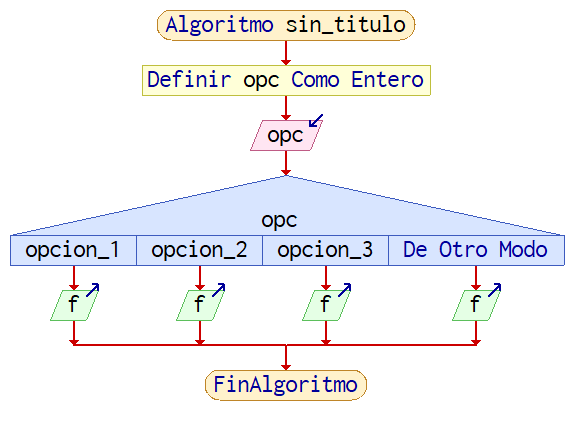 Algoritmo sin_titulo
Definir opc Como Entero
opc
opc
opcion_1 opcion_2 opcion_3 De Otro Modo
f f f f
FinAlgoritmo